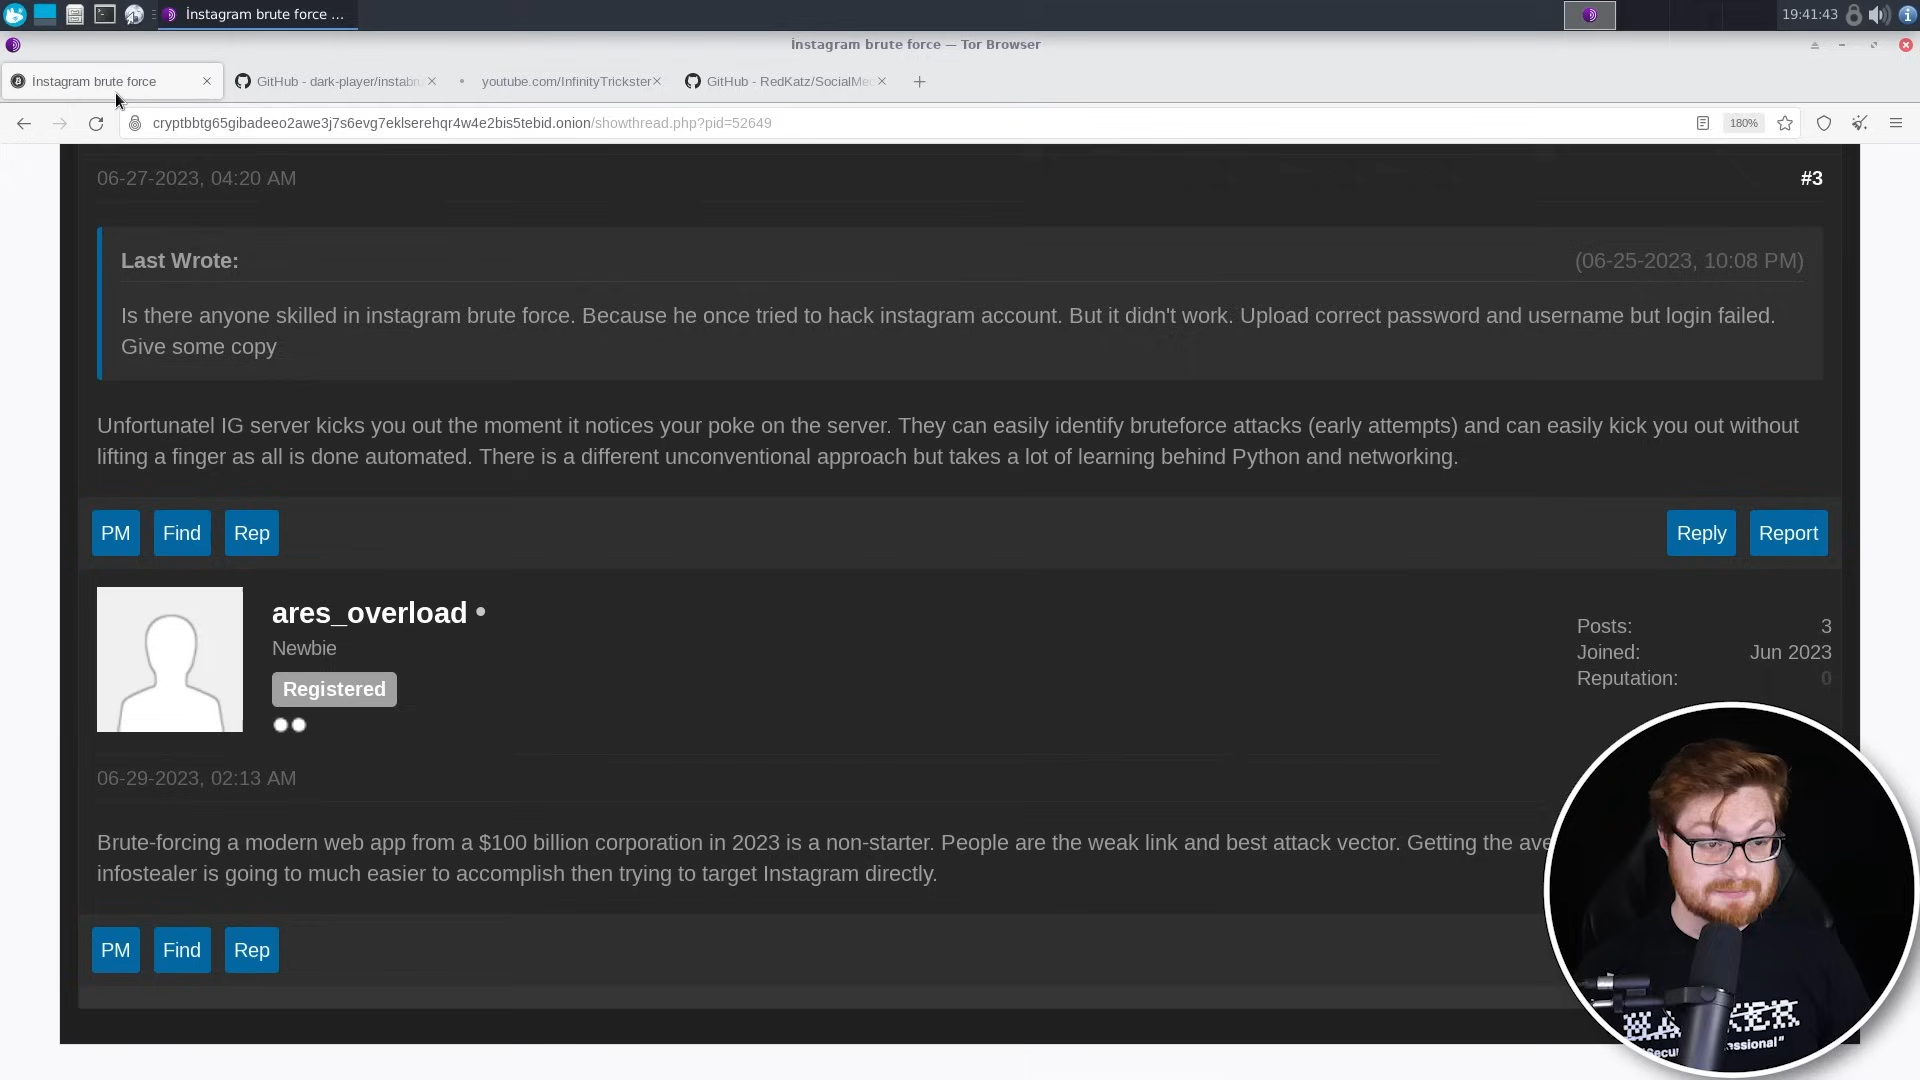 İnstagram brute force ...
19:41:43
İnstagram brute force — Tor Browser
İnstagram brute force
GitHub - dark-player/instabr
youtube.com/InfinityTrickster
GitHub - RedKatz/SocialMe
cryptbbtg65gibadeeo2awe3j7s6evg7eklserehqr4w4e2bis5tebid.onion/showthread.php?pid=52649
180%
06-27-2023, 04:20 AM
#3
Last Wrote:
(06-25-2023, 10:08 PM)
Is there anyone skilled in instagram brute force. Because he once tried to hack instagram account. But it didn't work. Upload correct password and username but login failed.
Give some copy
Unfortunatel IG server kicks you out the moment it notices your poke on the server. They can easily identify bruteforce attacks (early attempts) and can easily kick you out without
lifting a finger as all is done automated. There is a different unconventional approach but takes a lot of learning behind Python and networking.
PM Find Rep
Reply Report
ares_overload
Newbie
Registered
Posts: 3
Joined: Jun 2023
Reputation: 0
06-29-2023, 02:13 AM
Brute-forcing a modern web app from a $100 billion corporation in 2023 is a non-starter. People are the weak link and best attack vector. Getting the ave
infostealer is going to much easier to accomplish then trying to target Instagram directly.
PM Find Rep